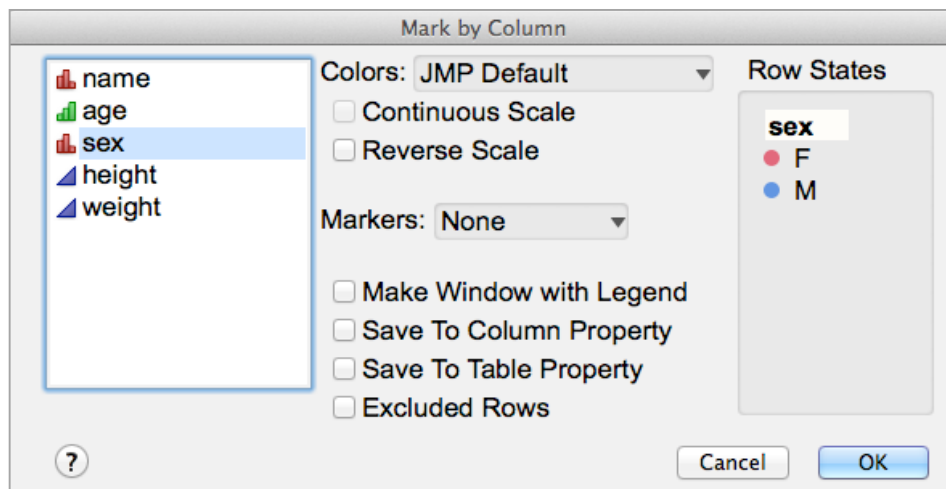 Mark by Column
name
age
sex
height
weight
Colors: JMP Default
Continuous Scale
Reverse Scale
Markers: None
Make Window with Legend
Save To Column Property
Save To Table Property
Excluded Rows
Row States
sex
F
M
?
Cancel
OK